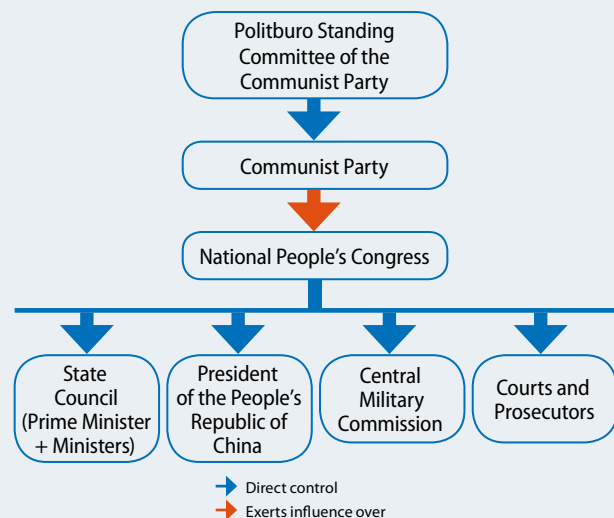 Politburo Standing
Committee of the
Communist Party
Communist Party
National People's Congress
State
Council
(Prime Minister
+ Ministers)
President
of the People's
Republic of
China
Central
Military
Commission
Courts and
Prosecutors
Direct control
Exerts influence over